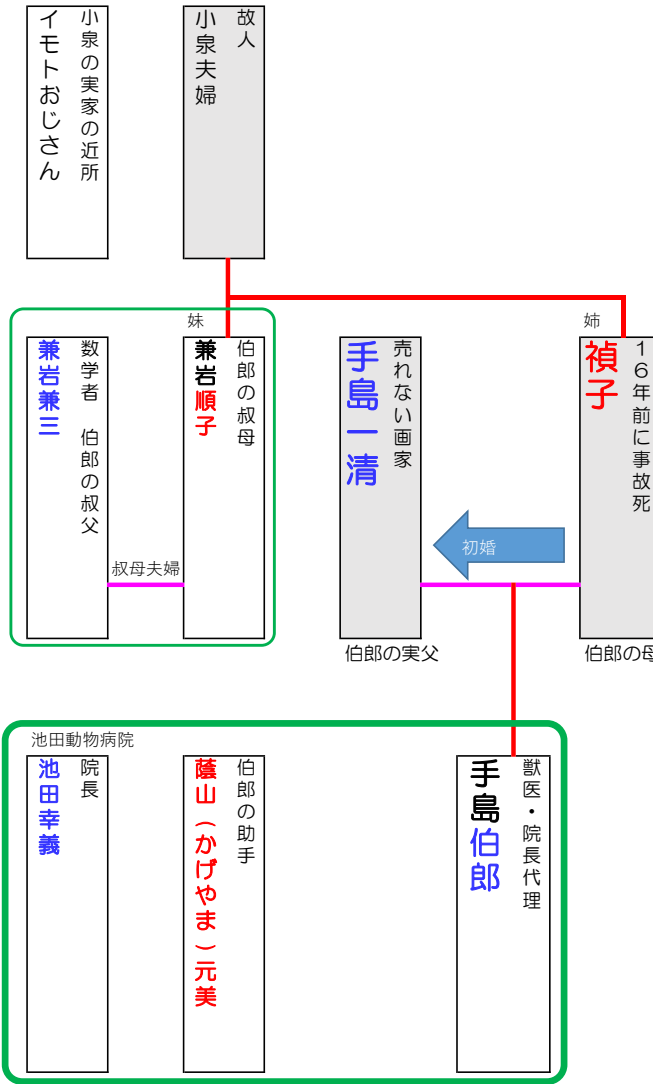 小泉の実家の近所
イモトおじさん
故人
小泉夫婦
妹
姉
数学者　伯郎の叔父
兼岩兼三
伯郎の叔母
兼岩順子
叔母夫婦
売れない画家
手島一清
初婚
16年前に事故死
禎子
伯郎の実父
伯郎の母
池田動物病院
院長
池田幸義
伯郎の助手
蔭山（かげやま）元美
獣医・院長代理
手島伯郎